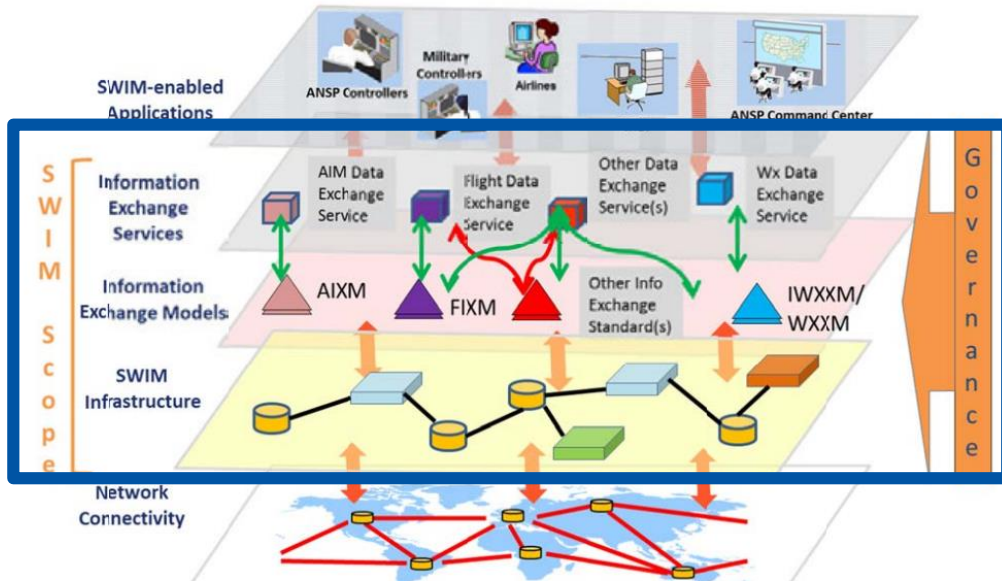 Military
Controllers
ANSP Controllers
Airlines
ANSP Command Center
SWIM-enabled
Applications
SWIM Scope
Information
Exchange
Services
AIM Data
Exchange
Service
Flight Data
Exchange
Service
Other Data
Exchange
Service(s)
Wx Data
Exchange
Service
Information
Exchange Models
AIXM
FIXM
Other Info
Exchange
Standard(s)
IWXXM/
WXXM
SWIM
Infrastructure
Governance
Network
Connectivity